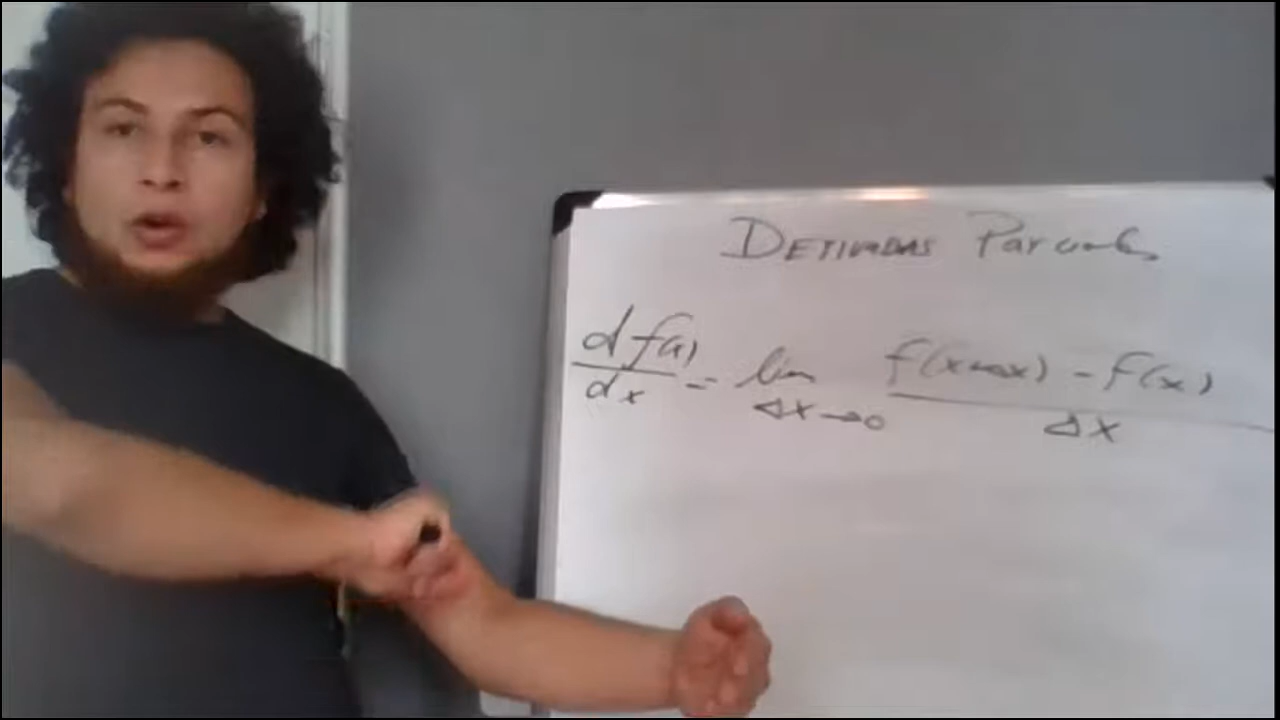 DERIVADAS Parciales
df(x)/dx = lim Δx→0 f(x+Δx) - f(x) / Δx